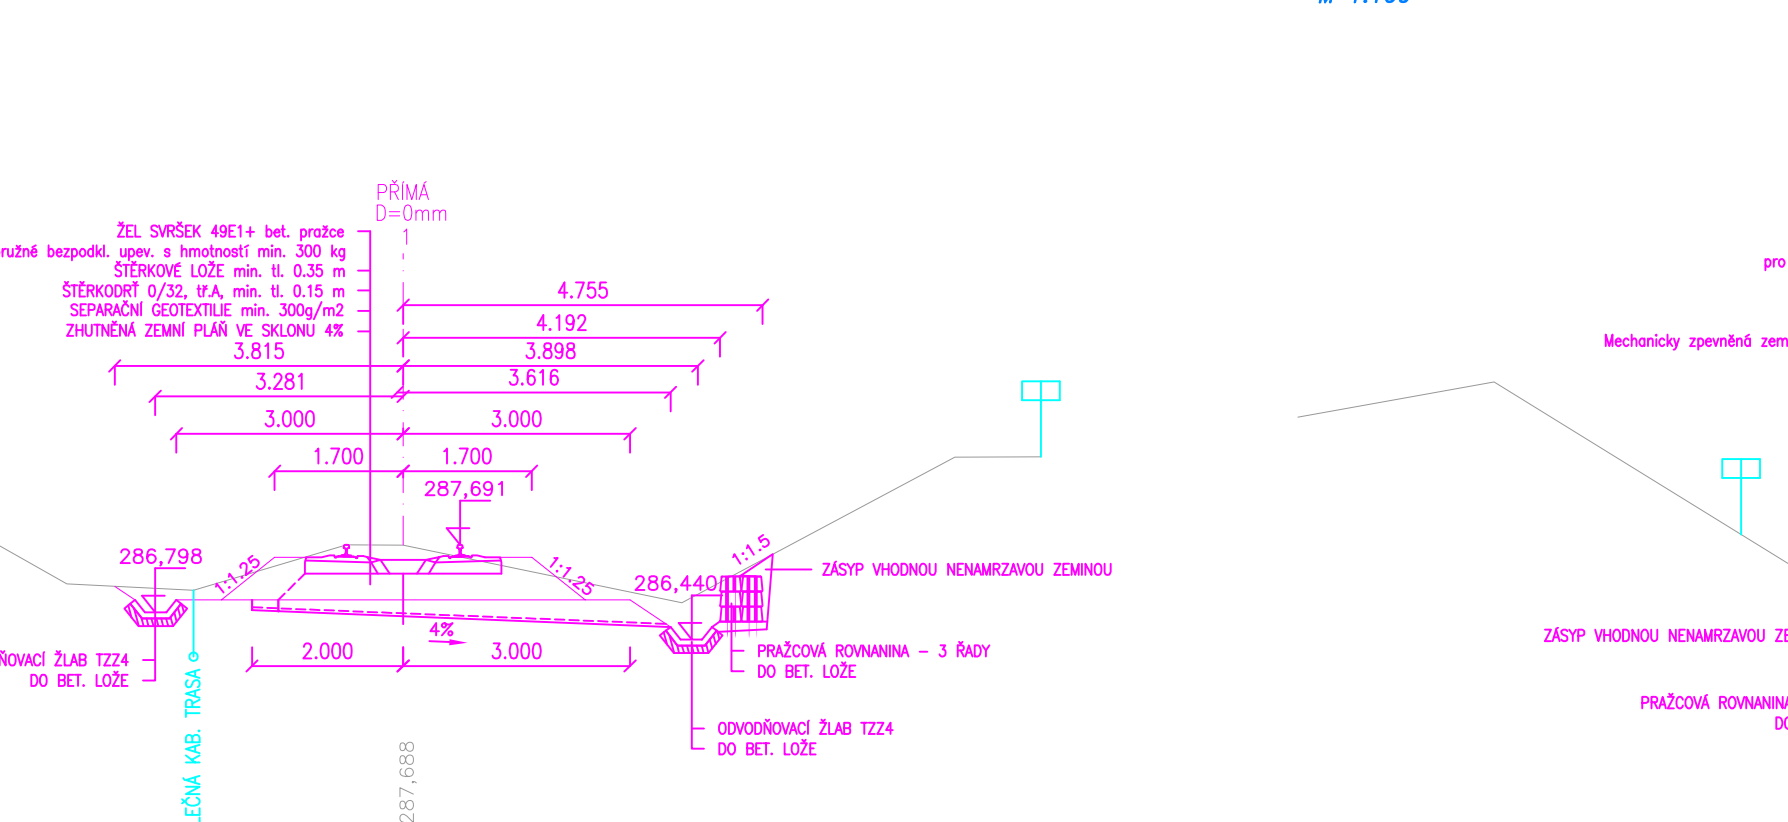 PŘÍMÁ
D=0mm
1
ŽEL SVRŠEK 49E1+ bet. pražce
bezpodkl. upev. s hmotností min. 300 kg
ŠTĚRKOVÉ LOŽE min. tl. 0.35 m
ŠTĚRKODRŤ 0/32, tř.A, min. tl. 0.15 m
SEPARAČNÍ GEOTEXTILIE min. 300g/m2
ZHUTNĚNÁ ZEMNÍ PLÁŇ VE SKLONU 4%
4.755
4.192
3.815
3.898
3.281
3.616
3.000
3.000
1.700
1.700
287,691
286,798
1:1.25
1:1.25
286,440
1:1.5
ZÁSYP VHODNOU NENAMRZAVOU ZEMINOU
4%
2.000
3.000
PRAŽCOVÁ ROVNANINA – 3 ŘADY
DO BET. LOŽE
ŽLAB TZZ4
DO BET. LOŽE
ODVODŇOVACÍ ŽLAB TZZ4
DO BET. LOŽE
KAB. TRASA
287,688
pro
Mechanicky zpevněná
ZÁSYP VHODNOU NENAMRZAVOU
PRAŽCOVÁ ROVNANINA